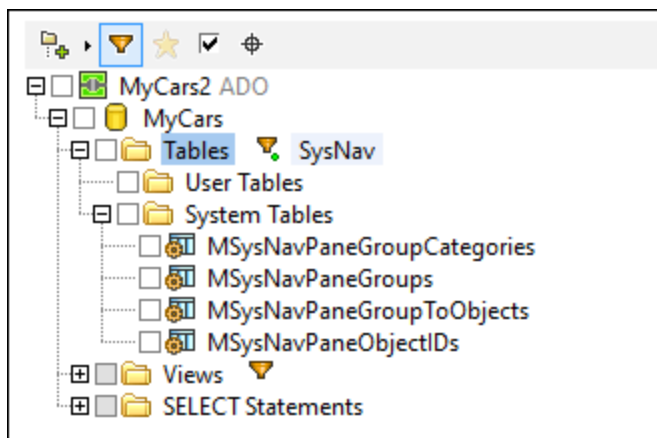 MyCars2 ADO
MyCars
Tables SysNav
User Tables
System Tables
MSysNavPaneGroupCategories
MSysNavPaneGroups
MSysNavPaneGroupToObjects
MSysNavPaneObjectIDs
Views
SELECT Statements